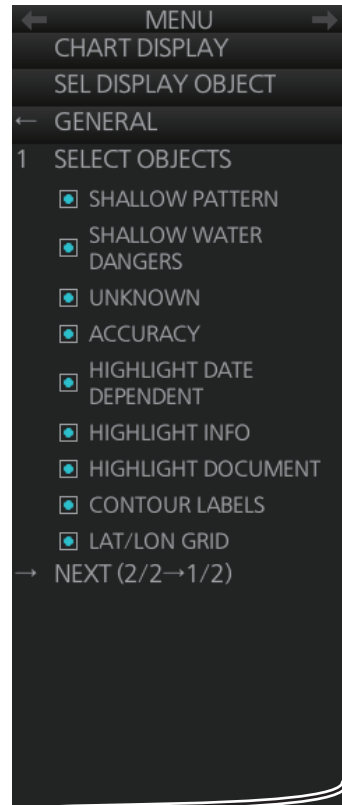 ← MENU →
CHART DISPLAY
SEL DISPLAY OBJECT
← GENERAL
1 SELECT OBJECTS
SHALLOW PATTERN
SHALLOW WATER
DANGERS
UNKNOWN
ACCURACY
HIGHLIGHT DATE
DEPENDENT
HIGHLIGHT INFO
HIGHLIGHT DOCUMENT
CONTOUR LABELS
LAT/LON GRID
→ NEXT (2/2→1/2)